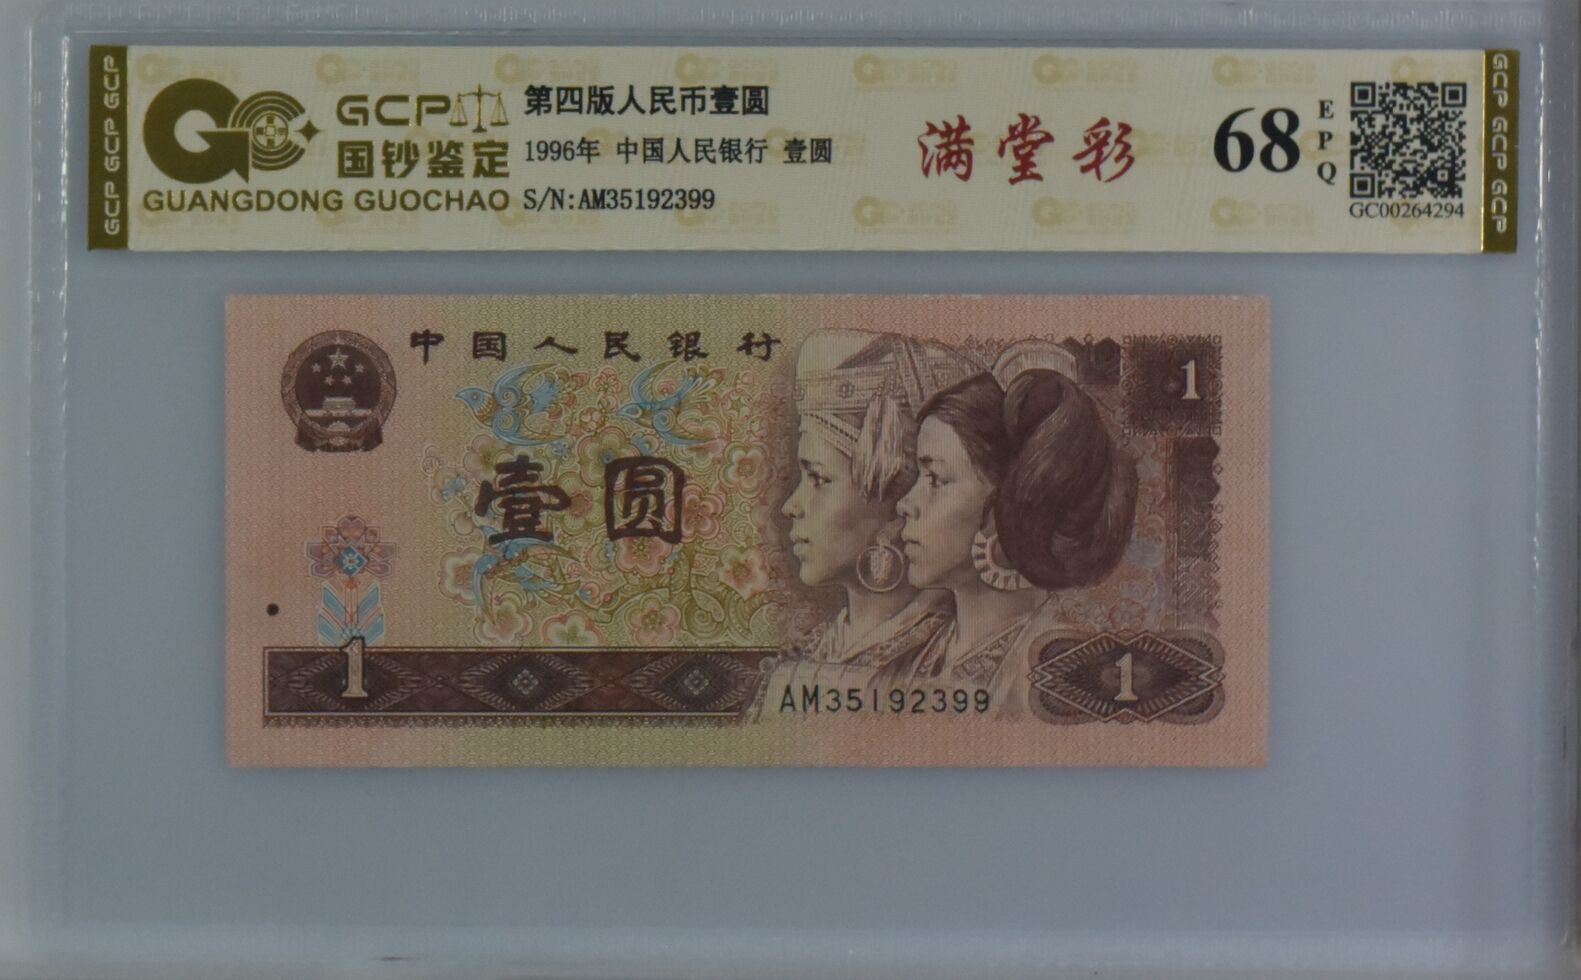 GCP GCP GCP
GCP
国钞鉴定
GUANGDONG GUOCHAO
第四版人民币壹圆
1996年 中国人民银行 壹圆
S/N:AM35192399
满堂彩
68
EPQ
GC00264294
GCP GCP GCP
中国人民银行
1
壹圆
1
AM35192399
1